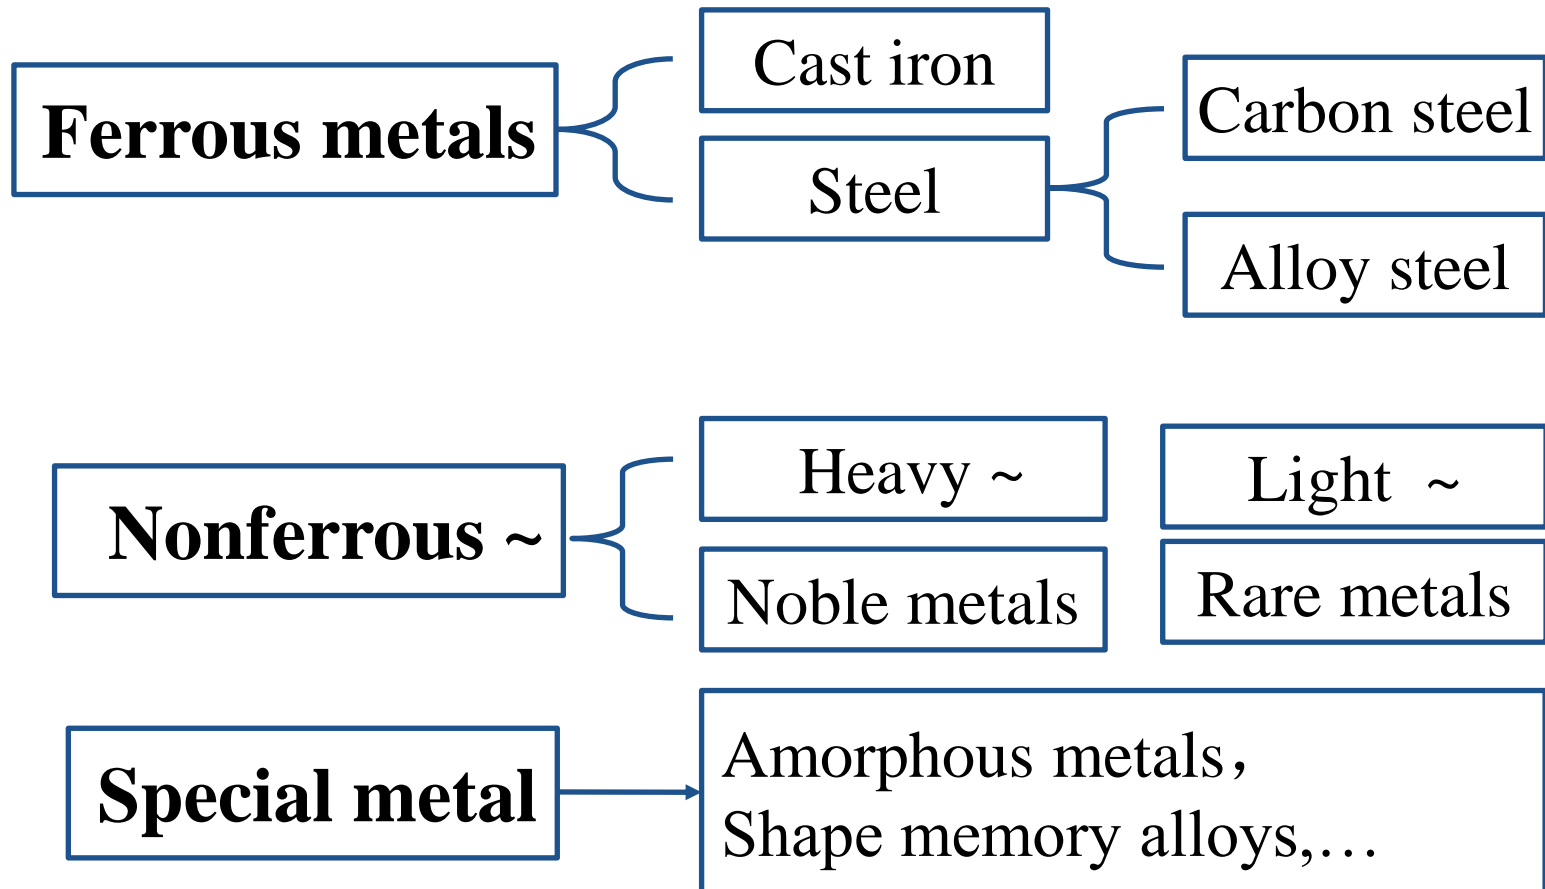 Ferrous metals
Cast iron
Steel
Carbon steel
Alloy steel
Nonferrous ~
Heavy ~
Light ~
Noble metals
Rare metals
Special metal
Amorphous metals，
Shape memory alloys,…